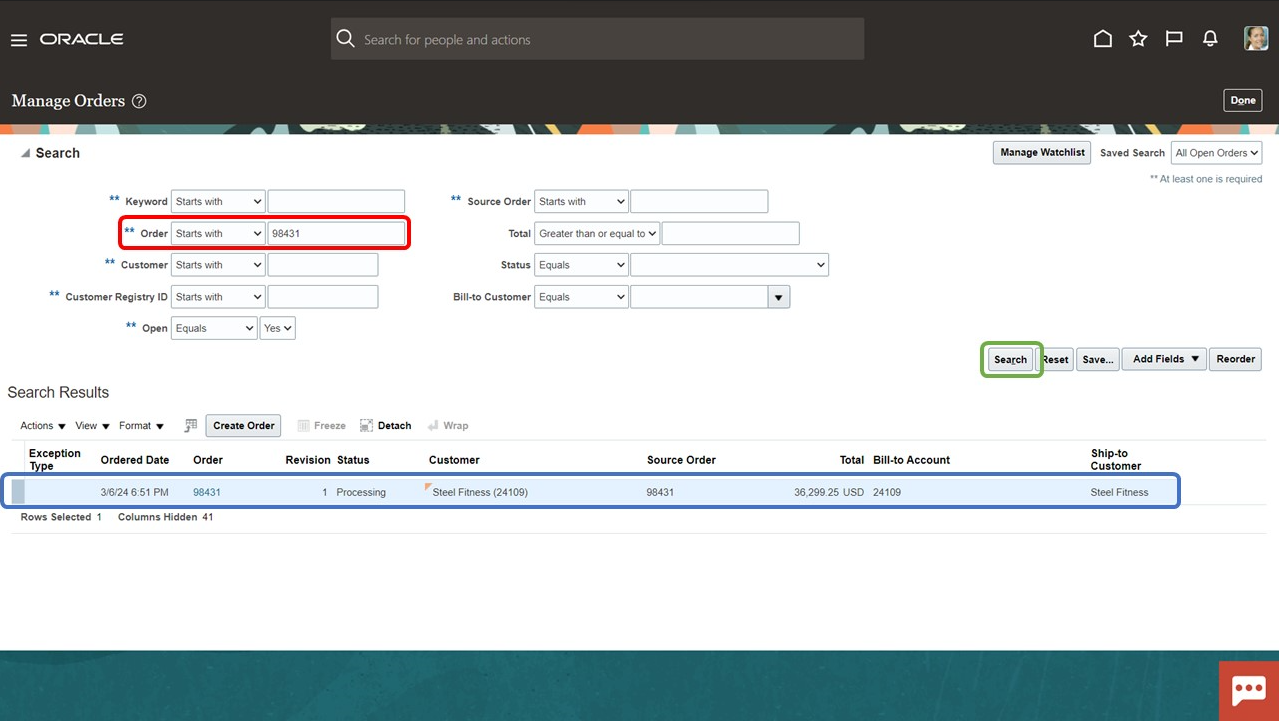 ORACLE
Search for people and actions
Manage Orders ?
Done
Search
Manage Watchlist Saved Search All Open Orders
** At least one is required
** Keyword Starts with
** Source Order Starts with
** Order Starts with 98431
Total Greater than or equal to
** Customer Starts with
Status Equals
** Customer Registry ID Starts with
Bill-to Customer Equals
** Open Equals Yes
Search Reset Save... Add Fields Reorder
Search Results
Actions View Format Create Order Freeze Detach Wrap
Exception Type Ordered Date Order Revision Status Customer Source Order Total Bill-to Account Ship-to Customer
3/6/24 6:51 PM 98431 1 Processing Steel Fitness (24109) 98431 36,299.25 USD 24109 Steel Fitness
Rows Selected 1 Columns Hidden 41